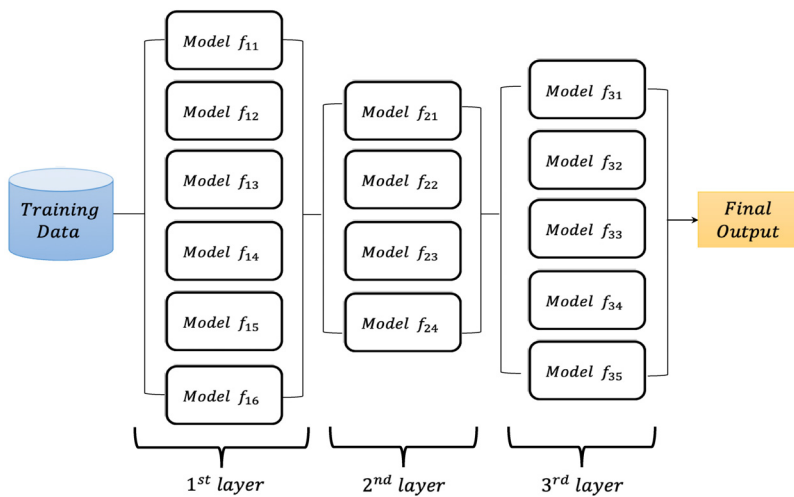 Training
Data
Model f₁₁
Model f₁₂
Model f₁₃
Model f₁₄
Model f₁₅
Model f₁₆
1ˢᵗ layer
Model f₂₁
Model f₂₂
Model f₂₃
Model f₂₄
2ⁿᵈ layer
Model f₃₁
Model f₃₂
Model f₃₃
Model f₃₄
Model f₃₅
3ʳᵈ layer
Final
Output